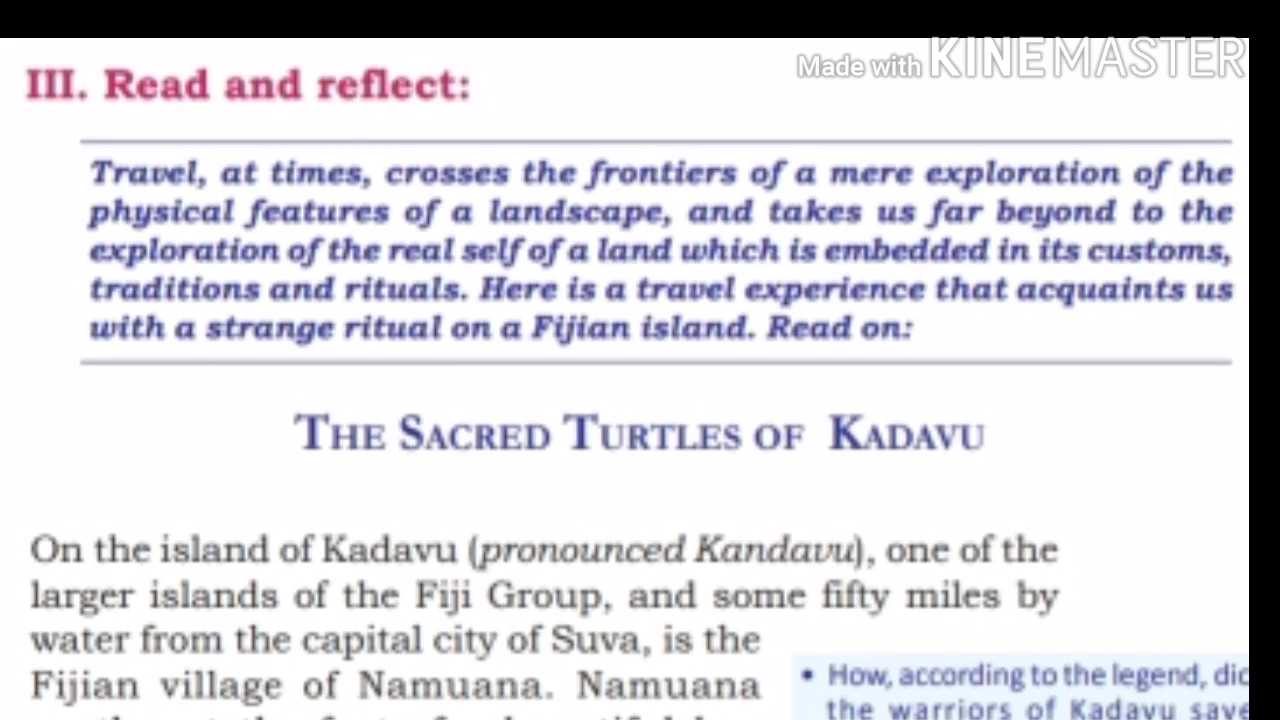 Made with KINEMASTER
III. Read and reflect:
Travel, at times, crosses the frontiers of a mere exploration of the
physical features of a landscape, and takes us far beyond to the
exploration of the real self of a land which is embedded in its customs,
traditions and rituals. Here is a travel experience that acquaints us
with a strange ritual on a Fijian island. Read on:
THE SACRED TURTLES OF KADAVU
On the island of Kadavu (pronounced Kandavu), one of the
larger islands of the Fiji Group, and some fifty miles by
water from the capital city of Suva, is the
Fijian village of Namuana. Namuana
• How, according to the legend,
the warriors of Kadavu